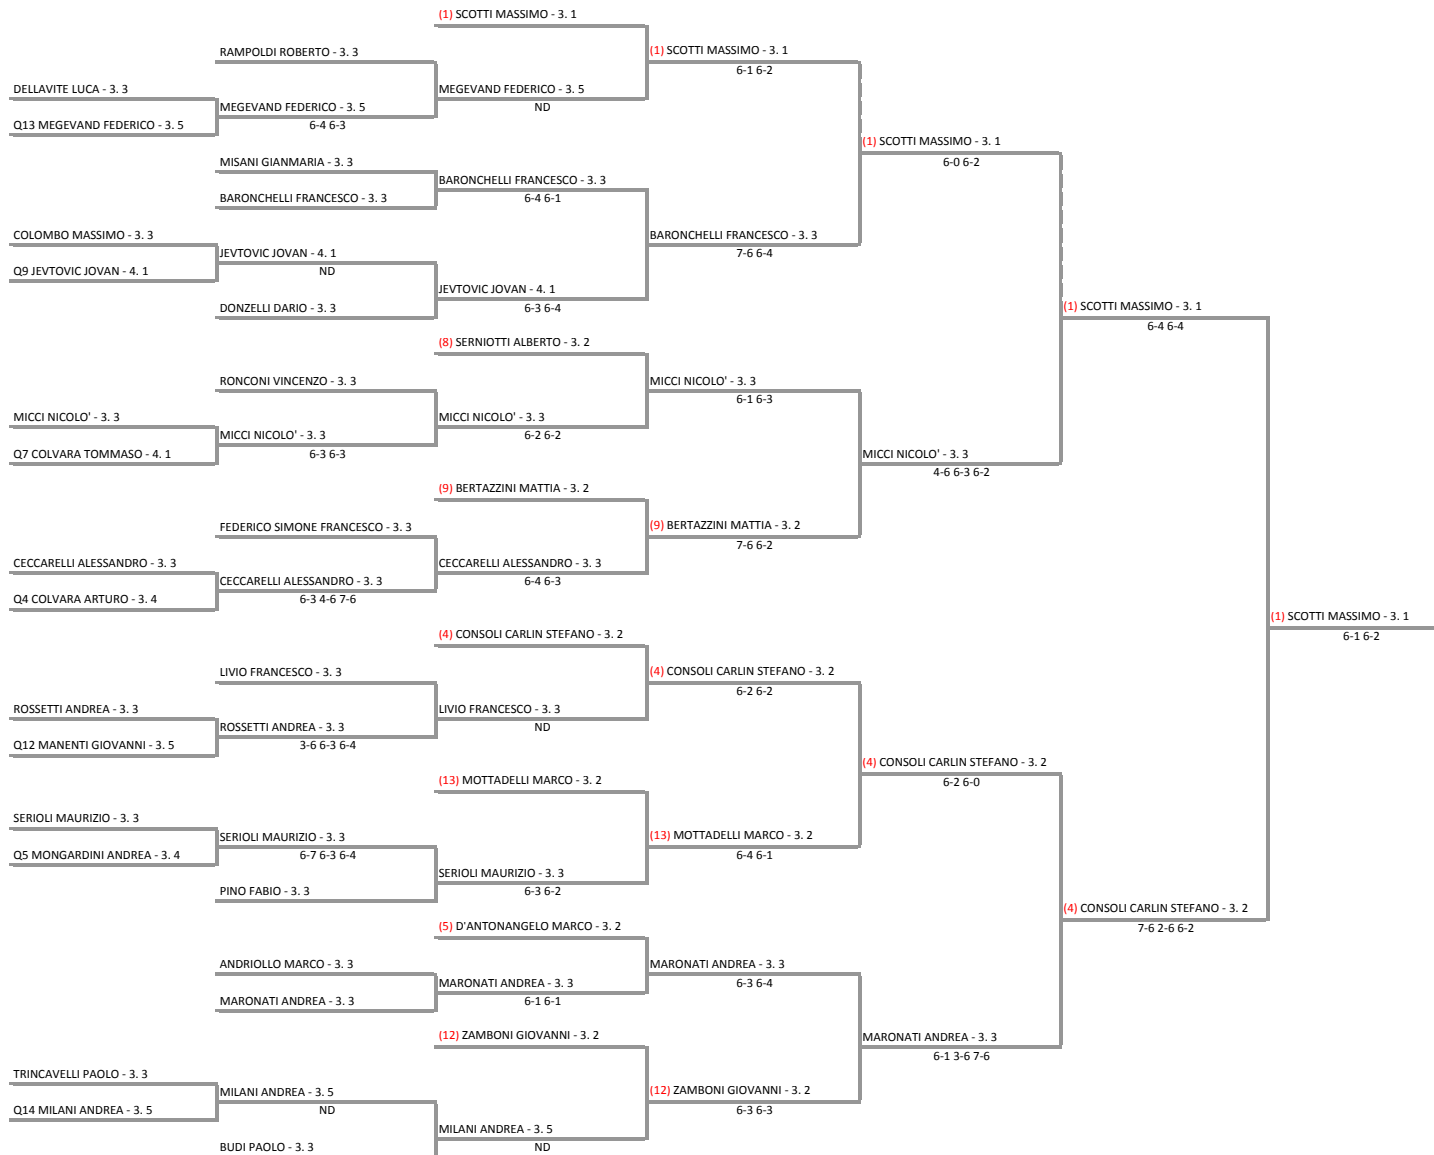 (1) SCOTTI MASSIMO - 3. 1
RAMPOLDI ROBERTO - 3. 3
(1) SCOTTI MASSIMO - 3. 1
6-1 6-2
DELLAVITE LUCA - 3. 3
MEGEVAND FEDERICO - 3. 5
ND
MEGEVAND FEDERICO - 3. 5
6-4 6-3
Q13 MEGEVAND FEDERICO - 3. 5
(1) SCOTTI MASSIMO - 3. 1
6-0 6-2
MISANI GIANMARIA - 3. 3
BARONCHELLI FRANCESCO - 3. 3
6-4 6-1
BARONCHELLI FRANCESCO - 3. 3
COLOMBO MASSIMO - 3. 3
BARONCHELLI FRANCESCO - 3. 3
7-6 6-4
JEVTOVIC JOVAN - 4. 1
ND
Q9 JEVTOVIC JOVAN - 4. 1
JEVTOVIC JOVAN - 4. 1
6-3 6-4
DONZELLI DARIO - 3. 3
(1) SCOTTI MASSIMO - 3. 1
6-4 6-4
(8) SERNIOTTI ALBERTO - 3. 2
RONCONI VINCENZO - 3. 3
MICCI NICOLO' - 3. 3
6-1 6-3
MICCI NICOLO' - 3. 3
MICCI NICOLO' - 3. 3
6-2 6-2
MICCI NICOLO' - 3. 3
6-3 6-3
Q7 COLVARA TOMMASO - 4. 1
MICCI NICOLO' - 3. 3
4-6 6-3 6-2
(9) BERTAZZINI MATTIA - 3. 2
FEDERICO SIMONE FRANCESCO - 3. 3
(9) BERTAZZINI MATTIA - 3. 2
7-6 6-2
CECCARELLI ALESSANDRO - 3. 3
CECCARELLI ALESSANDRO - 3. 3
6-4 6-3
CECCARELLI ALESSANDRO - 3. 3
6-3 4-6 7-6
Q4 COLVARA ARTURO - 3. 4
(1) SCOTTI MASSIMO - 3. 1
6-1 6-2
(4) CONSOLI CARLIN STEFANO - 3. 2
LIVIO FRANCESCO - 3. 3
(4) CONSOLI CARLIN STEFANO - 3. 2
6-2 6-2
ROSSETTI ANDREA - 3. 3
LIVIO FRANCESCO - 3. 3
ND
ROSSETTI ANDREA - 3. 3
3-6 6-3 6-4
Q12 MANENTI GIOVANNI - 3. 5
(4) CONSOLI CARLIN STEFANO - 3. 2
6-2 6-0
(13) MOTTADELLI MARCO - 3. 2
SERIOLI MAURIZIO - 3. 3
SERIOLI MAURIZIO - 3. 3
6-7 6-3 6-4
(13) MOTTADELLI MARCO - 3. 2
6-4 6-1
Q5 MONGARDINI ANDREA - 3. 4
SERIOLI MAURIZIO - 3. 3
6-3 6-2
PINO FABIO - 3. 3
(4) CONSOLI CARLIN STEFANO - 3. 2
7-6 2-6 6-2
(5) D'ANTONANGELO MARCO - 3. 2
ANDRIOLLO MARCO - 3. 3
MARONATI ANDREA - 3. 3
6-3 6-4
MARONATI ANDREA - 3. 3
6-1 6-1
MARONATI ANDREA - 3. 3
(12) ZAMBONI GIOVANNI - 3. 2
MARONATI ANDREA - 3. 3
6-1 3-6 7-6
TRINCAVELLI PAOLO - 3. 3
MILANI ANDREA - 3. 5
ND
(12) ZAMBONI GIOVANNI - 3. 2
6-3 6-3
Q14 MILANI ANDREA - 3. 5
MILANI ANDREA - 3. 5
ND
BUDI PAOLO - 3. 3